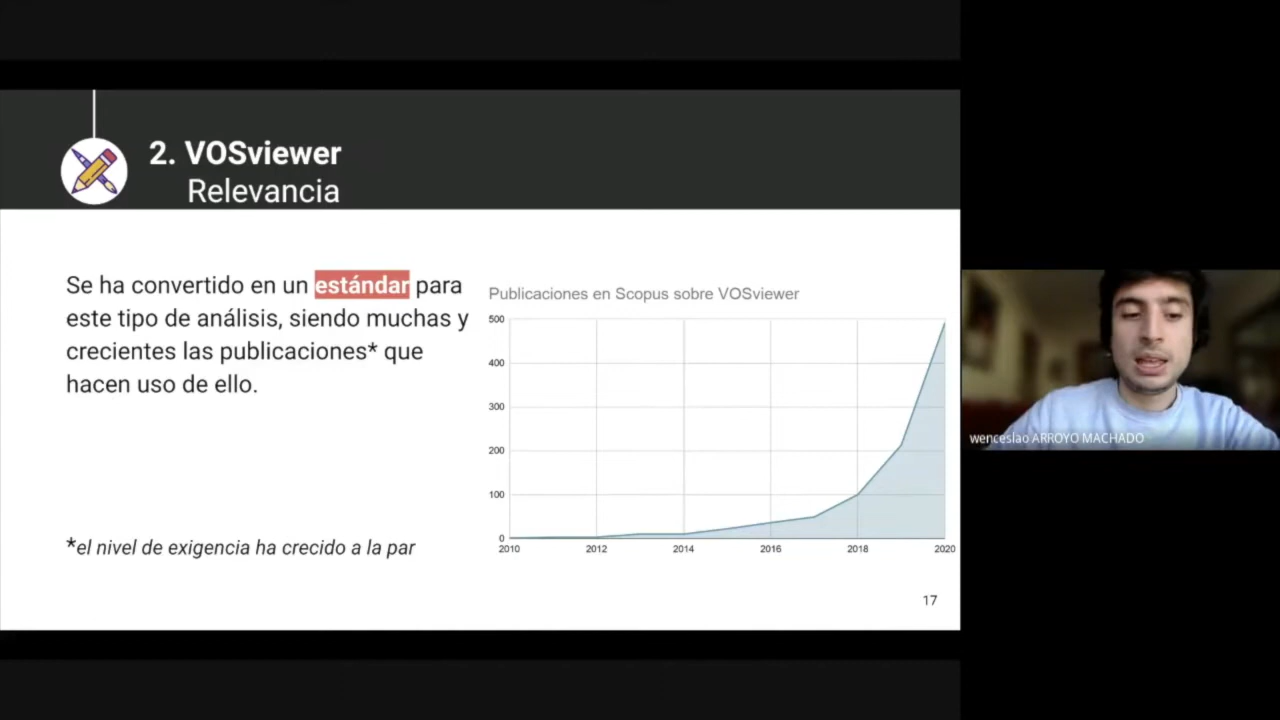 2. VOSviewer
Relevancia
Se ha convertido en un estándar para
este tipo de análisis, siendo muchas y
crecientes las publicaciones* que
hacen uso de ello.
*el nivel de exigencia ha crecido a la par
Publicaciones en Scopus sobre VOSviewer
500
400
300
200
100
0
2010 2012 2014 2016 2018 2020
17
wenceslao ARROYO MACHADO